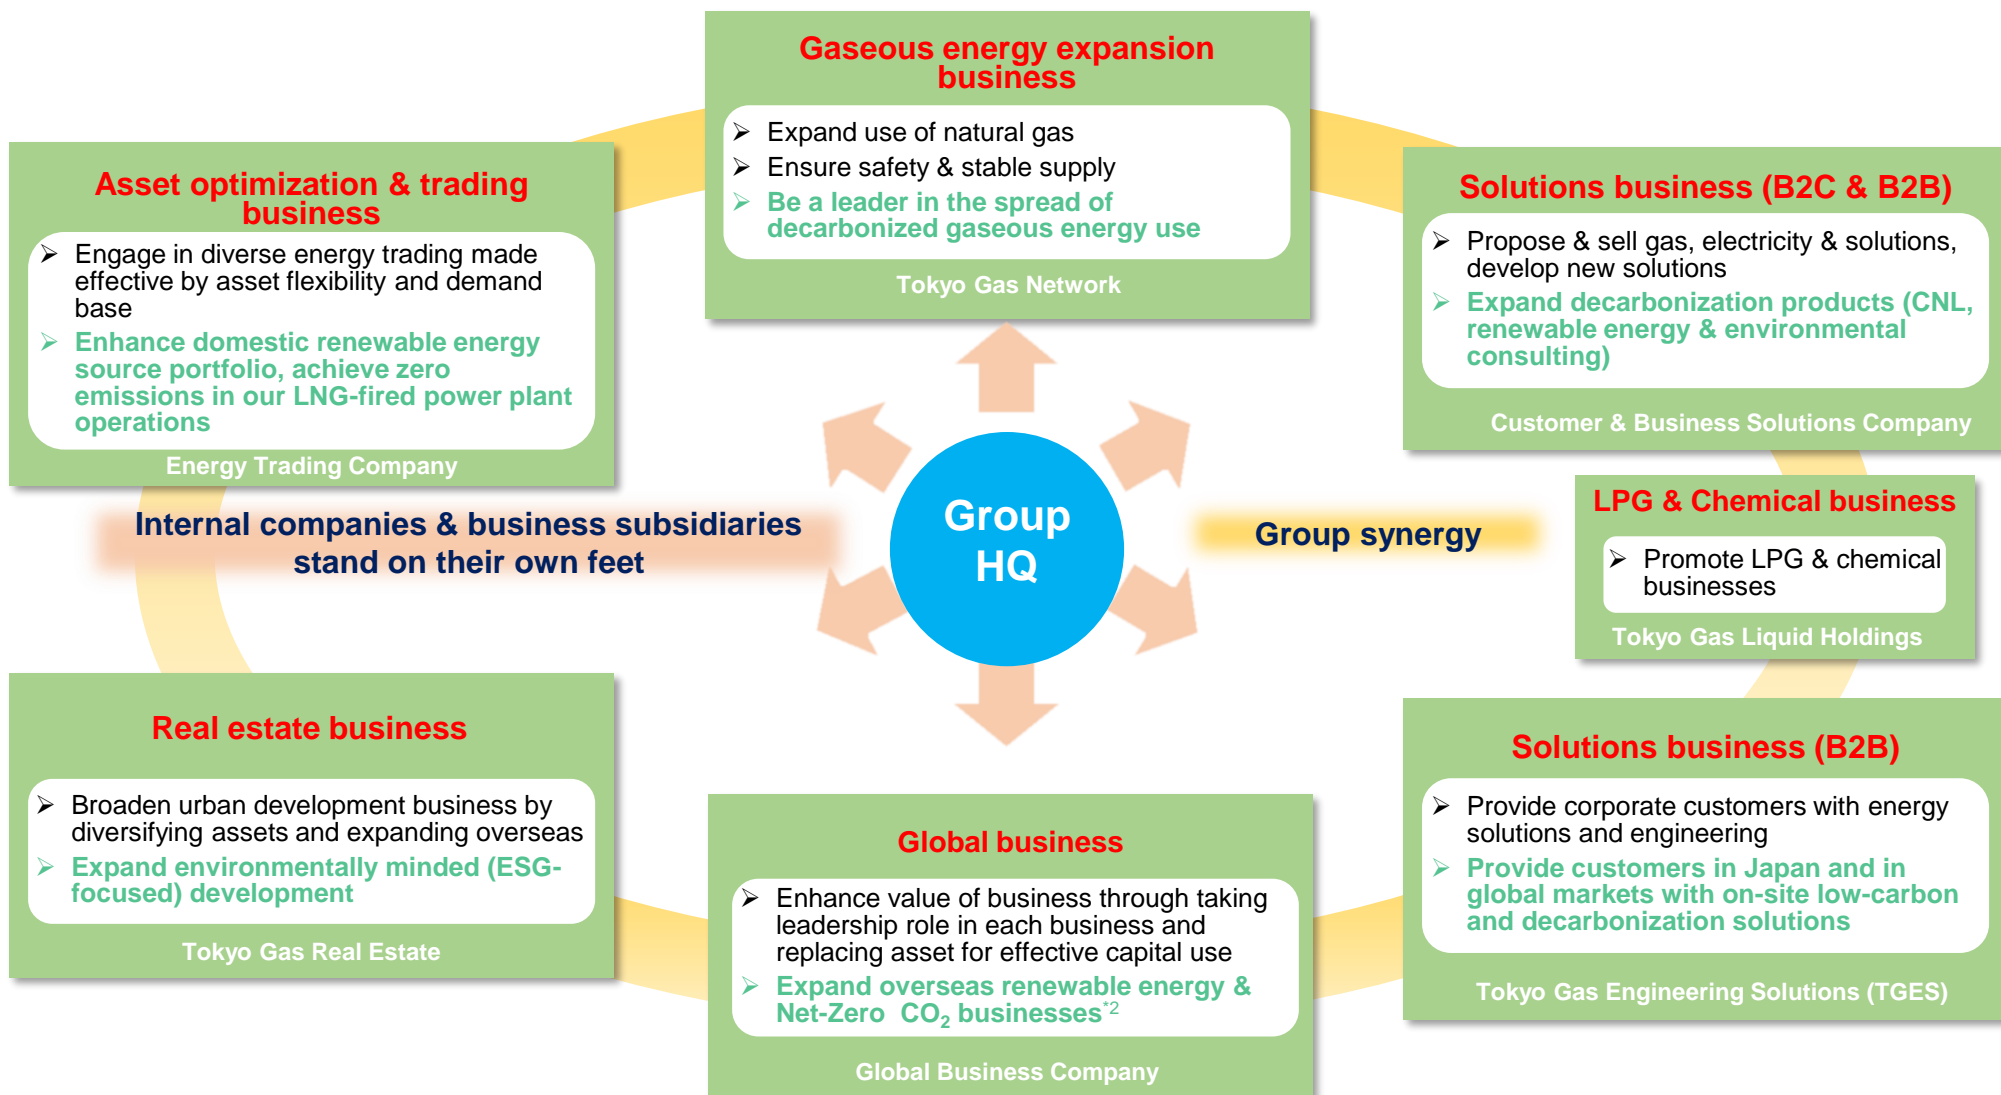 Gaseous energy expansion
business
➢ Expand use of natural gas
➢ Ensure safety & stable supply
➢ Be a leader in the spread of
decarbonized gaseous energy use
Tokyo Gas Network
Asset optimization & trading
business
➢ Engage in diverse energy trading made
effective by asset flexibility and demand
base
➢ Enhance domestic renewable energy
source portfolio, achieve zero
emissions in our LNG-fired power plant
operations
Energy Trading Company
Solutions business (B2C & B2B)
➢ Propose & sell gas, electricity & solutions,
develop new solutions
➢ Expand decarbonization products (CNL,
renewable energy & environmental
consulting)
Customer & Business Solutions Company
Internal companies & business subsidiaries
stand on their own feet
Group
HQ
Group synergy
LPG & Chemical business
➢ Promote LPG & chemical
businesses
Tokyo Gas Liquid Holdings
Real estate business
➢ Broaden urban development business by
diversifying assets and expanding overseas
➢ Expand environmentally minded (ESG-
focused) development
Tokyo Gas Real Estate
Global business
➢ Enhance value of business through taking
leadership role in each business and
replacing asset for effective capital use
➢ Expand overseas renewable energy &
Net-Zero CO₂ businesses*2
Global Business Company
Solutions business (B2B)
➢ Provide corporate customers with energy
solutions and engineering
➢ Provide customers in Japan and in
global markets with on-site low-carbon
and decarbonization solutions
Tokyo Gas Engineering Solutions (TGES)